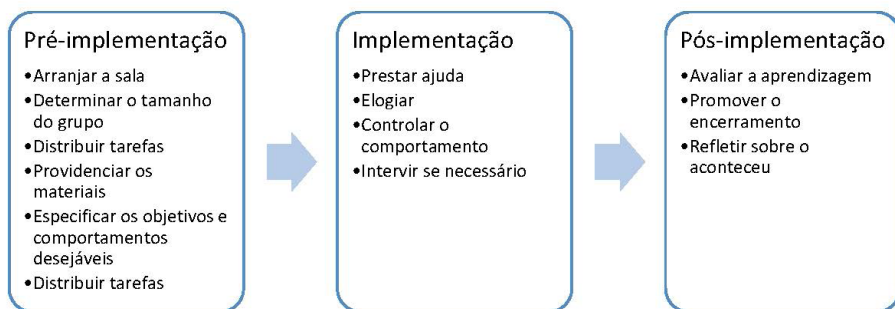 Pré-implementação
•Arranjar a sala
•Determinar o tamanho
do grupo
•Distribuir tarefas
•Providenciar os
materiais
•Especificar os objetivos e
comportamentos
desejáveis
•Distribuir tarefas
Implementação
•Prestar ajuda
•Elogiar
•Controlar o
comportamento
•Intervir se necessário
Pós-implementação
•Avaliar a aprendizagem
•Promover o
encerramento
•Refletir sobre o
aconteceu